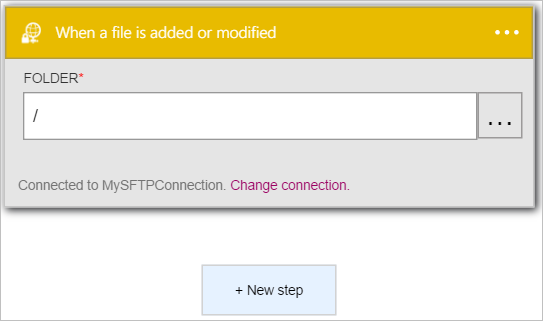 When a file is added or modified
...
FOLDER*
/
...
Connected to MySFTPConnection. Change connection.
+ New step